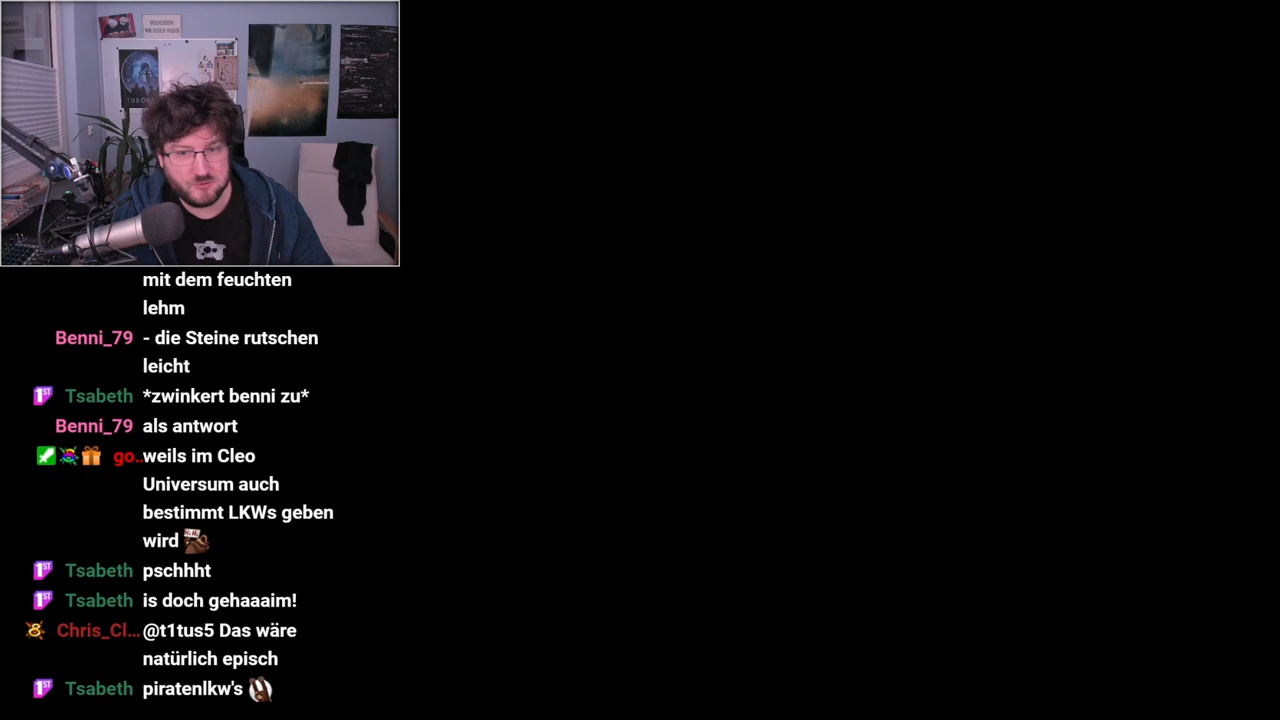 mit dem feuchten
lehm
Benni_79 - die Steine rutschen
leicht
Tsabeth *zwinkert benni zu*
Benni_79 als antwort
go.. weils im Cleo
Universum auch
bestimmt LKWs geben
wird
Tsabeth pschhht
Tsabeth is doch gehaaaim!
Chris_Cl... @t1tus5 Das wäre
natürlich episch
Tsabeth piratenlkw's